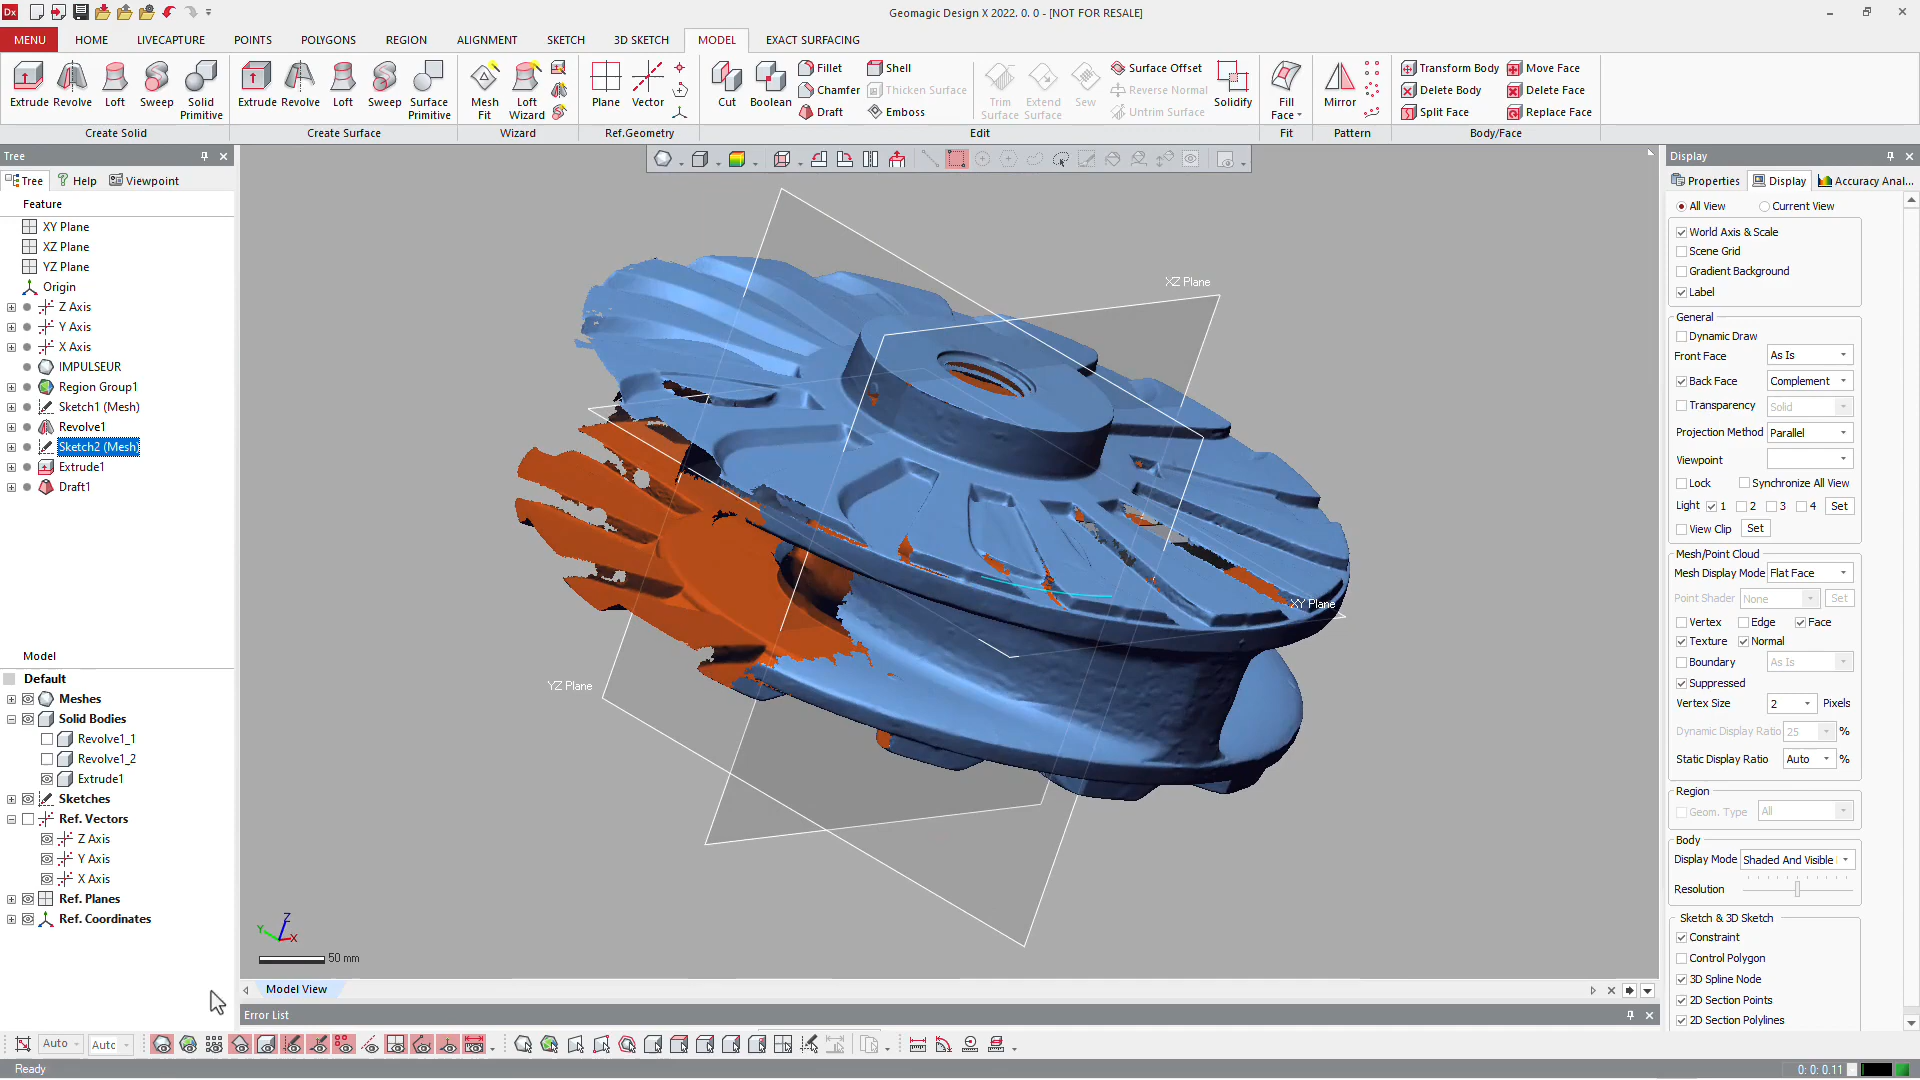 Dx
Geomagic Design X 2022. 0. 0 - [NOT FOR RESALE]
MENU HOME LIVECAPTURE POINTS POLYGONS REGION ALIGNMENT SKETCH 3D SKETCH MODEL EXACT SURFACING
Extrude Revolve Loft Sweep Solid Primitive
Create Solid
Extrude Revolve Loft Sweep Surface Primitive
Create Surface
Mesh Fit Loft Wizard
Wizard
Plane Vector
Ref.Geometry
Cut Boolean
Fillet Shell
Chamfer Thicken Surface
Draft Emboss
Trim Surface Extend Surface Sew
Surface Offset
Reverse Normal
Untrim Surface
Solidify
Edit
Fill Face
Fit
Mirror
Pattern
Transform Body Move Face
Delete Body Delete Face
Split Face Replace Face
Body/Face
Tree
Tree Help Viewpoint
Feature
XY Plane
XZ Plane
YZ Plane
Origin
Z Axis
Y Axis
X Axis
IMPULSEUR
Region Group1
Sketch1 (Mesh)
Revolve1
Sketch2 (Mesh)
Extrude1
Draft1
Model
Default
Meshes
Solid Bodies
Revolve1_1
Revolve1_2
Extrude1
Sketches
Ref. Vectors
Z Axis
Y Axis
X Axis
Ref. Planes
Ref. Coordinates
XZ Plane
XY Plane
YZ Plane
Z
Y
X
50 mm
Model View
Error List
Display
Properties Display Accuracy Anal...
All View Current View
World Axis & Scale
Scene Grid
Gradient Background
Label
General
Dynamic Draw
Front Face As Is
Back Face Complement
Transparency Solid
Projection Method Parallel
Viewpoint
Lock Synchronize All View
Light 1 2 3 4 Set
View Clip Set
Mesh/Point Cloud
Mesh Display Mode Flat Face
Point Shader None Set
Vertex Edge Face
Texture Normal
Boundary As Is
Suppressed
Vertex Size 2 Pixels
Dynamic Display Ratio 25 %
Static Display Ratio Auto %
Region
Geom. Type All
Body
Display Mode Shaded And Visible
Resolution
Sketch & 3D Sketch
Constraint
Control Polygon
3D Spline Node
2D Section Points
2D Section Polylines
Auto Auto
Ready
0: 0: 0.11